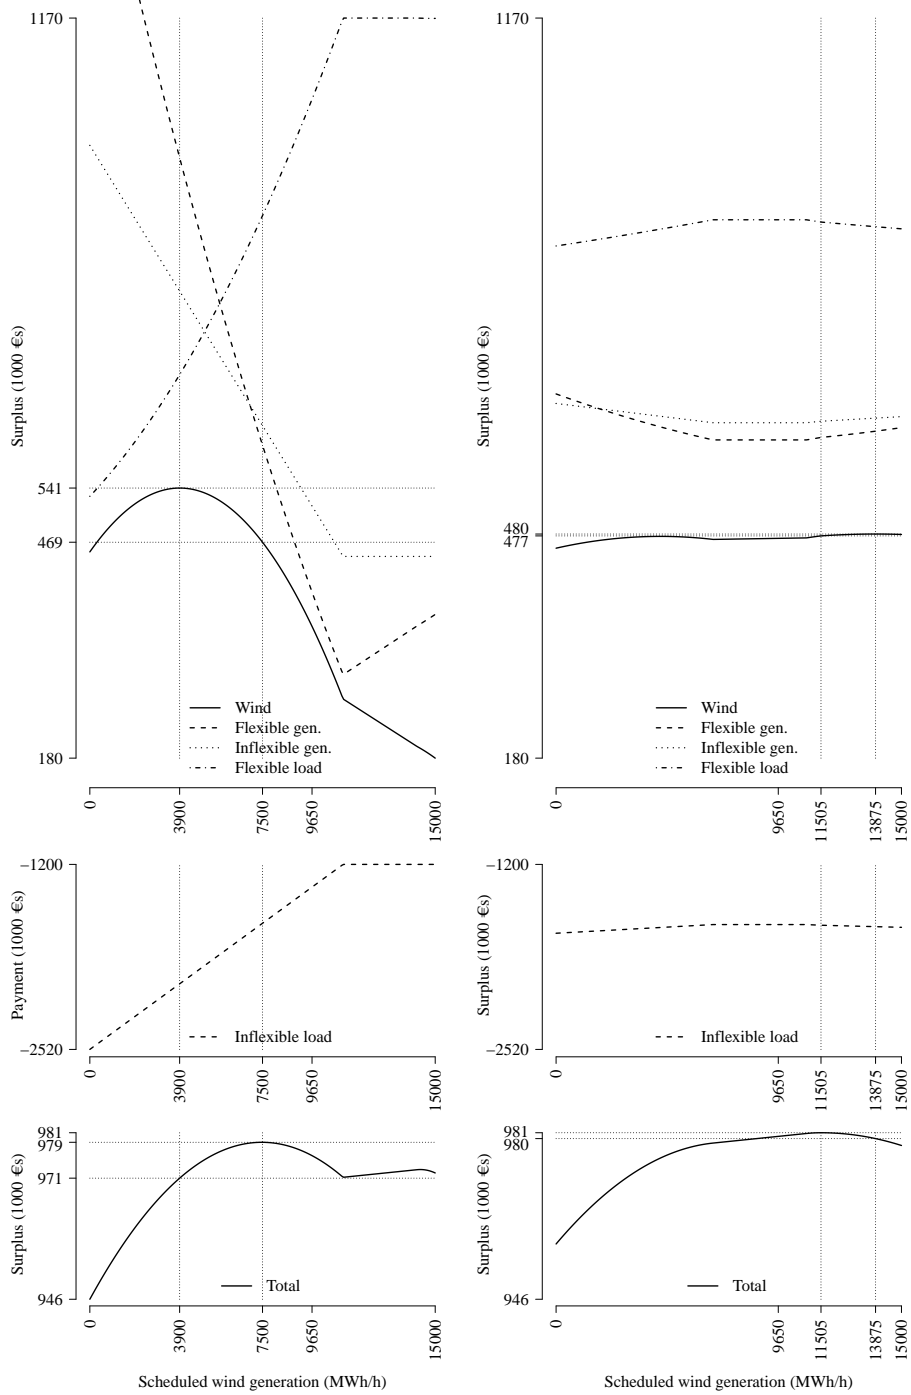 1170
541
469
180
Surplus (1000 €s)
Wind
Flexible gen.
Inflexible gen.
Flexible load
0
3900
7500
9650
15000
1170
480
477
180
Surplus (1000 €s)
Wind
Flexible gen.
Inflexible gen.
Flexible load
0
9650
11505
13875
15000
−1200
−2520
Payment (1000 €s)
Inflexible load
0
3900
7500
9650
15000
−1200
−2520
Surplus (1000 €s)
Inflexible load
0
9650
11505
13875
15000
981
979
971
946
Surplus (1000 €s)
Total
0
3900
7500
9650
15000
Scheduled wind generation (MWh/h)
981
980
946
Surplus (1000 €s)
Total
0
9650
11505
13875
15000
Scheduled wind generation (MWh/h)